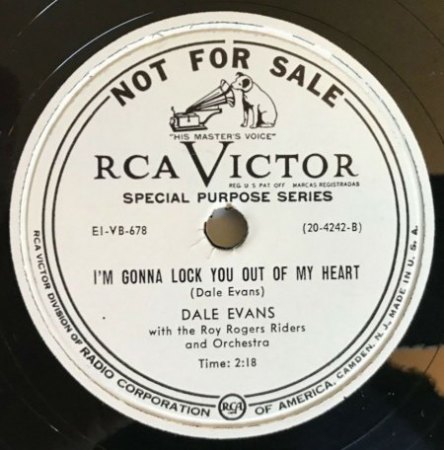 NOT FOR SALE
"HIS MASTER'S VOICE"
RCA VICTOR
REG U S PAT OFF MARCAS REGISTRADAS
SPECIAL PURPOSE SERIES
E1-VB-678 (20-4242-B)
I'M GONNA LOCK YOU OUT OF MY HEART
(Dale Evans)
DALE EVANS
with the Roy Rogers Riders
and Orchestra
Time: 2:18
RCA VICTOR DIVISION OF RADIO CORPORATION RCA OF AMERICA, CAMDEN, N. J. MADE IN U. S. A.